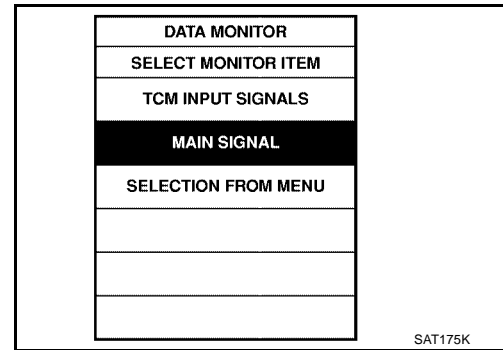 DATA MONITOR
SELECT MONITOR ITEM
TCM INPUT SIGNALS
MAIN SIGNAL
SELECTION FROM MENU
SAT175K